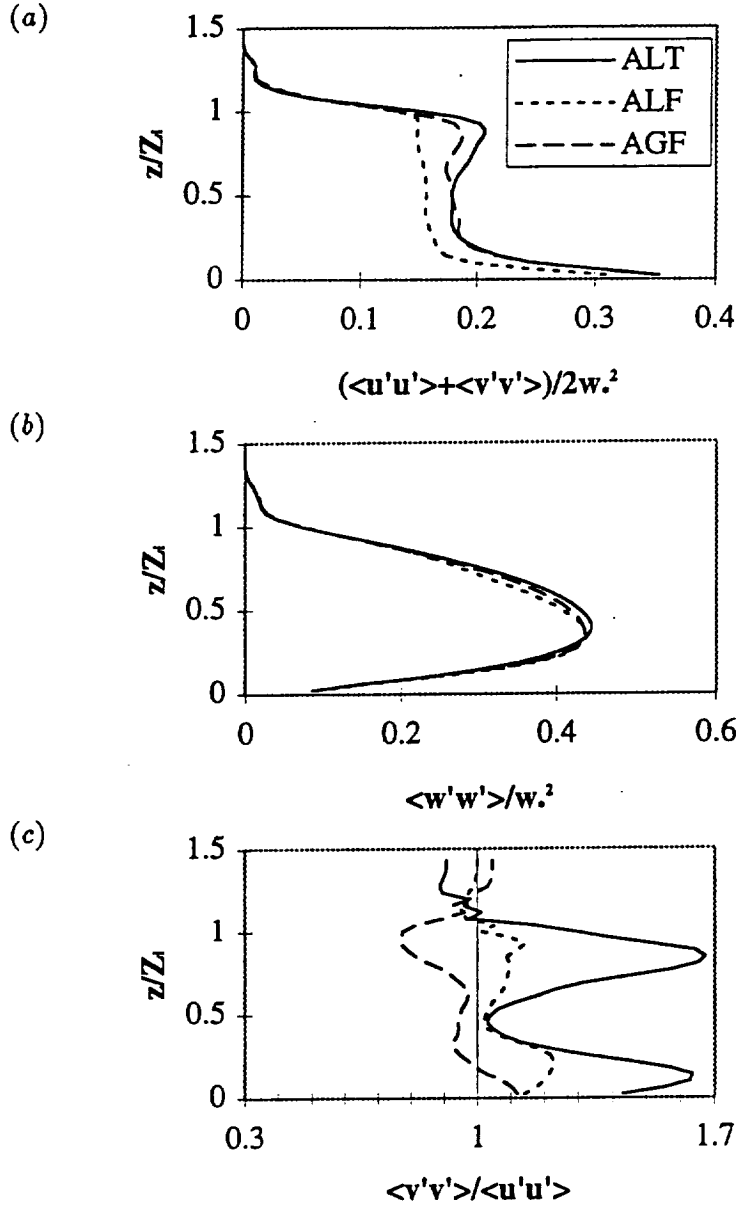 (a)
1.5
1
0.5
0
z/Zi
ALT
ALF
AGF
0 0.1 0.2 0.3 0.4
(<u'u'>+<v'v'>)/2w*²
(b)
1.5
1
0.5
0
z/Zi
0 0.2 0.4 0.6
<w'w'>/w*²
(c)
1.5
1
0.5
0
z/Zi
0.3 1 1.7
<v'v'>/<u'u'>